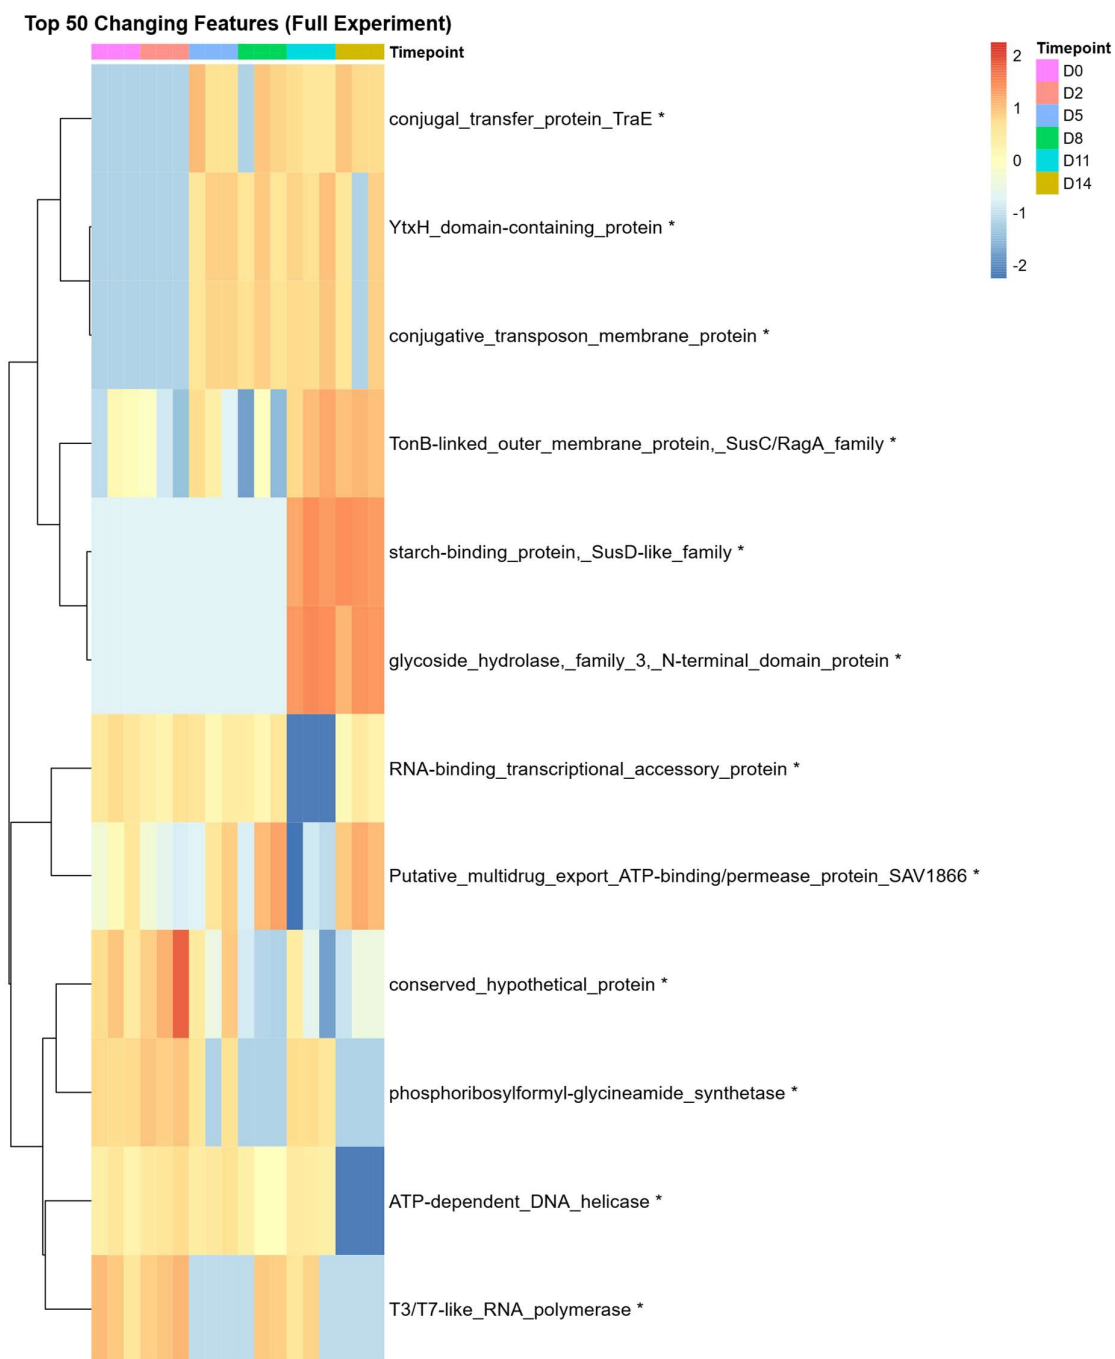 Top 50 Changing Features (Full Experiment)
Timepoint
conjugal_transfer_protein_TraE *
YtxH_domain-containing_protein *
conjugative_transposon_membrane_protein *
TonB-linked_outer_membrane_protein,_SusC/RagA_family *
starch-binding_protein,_SusD-like_family *
glycoside_hydrolase,_family_3,_N-terminal_domain_protein *
RNA-binding_transcriptional_accessory_protein *
Putative_multidrug_export_ATP-binding/permease_protein_SAV1866 *
conserved_hypothetical_protein *
phosphoribosylformyl-glycineamide_synthetase *
ATP-dependent_DNA_helicase *
T3/T7-like_RNA_polymerase *
2
1
0
-1
-2
Timepoint
D0
D2
D5
D8
D11
D14